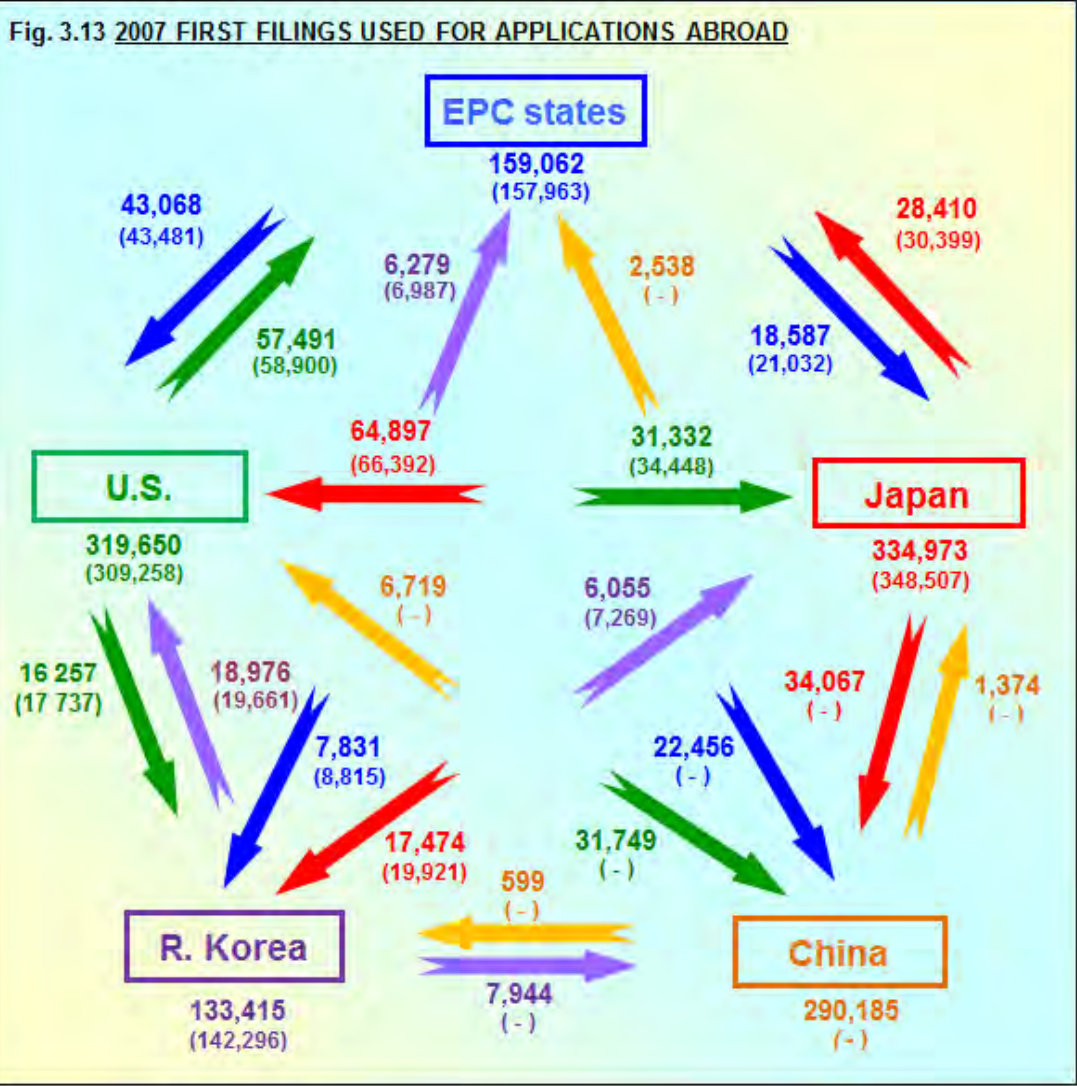 Fig. 3.13 2007 FIRST FILINGS USED FOR APPLICATIONS ABROAD
EPC states
159,062
(157,963)
43,068
(43,481)
28,410
(30,399)
6,279
(6,987)
2,538
( - )
57,491
(58,900)
18,587
(21,032)
64,897
(66,392)
31,332
(34,448)
U.S.
319,650
(309,258)
Japan
334,973
(348,507)
6,719
( - )
6,055
(7,269)
16 257
(17 737)
18,976
(19,661)
34,067
( - )
1,374
( - )
7,831
(8,815)
22,456
( - )
17,474
(19,921)
31,749
( - )
599
( - )
R. Korea
133,415
(142,296)
7,944
( - )
China
290,185
( - )